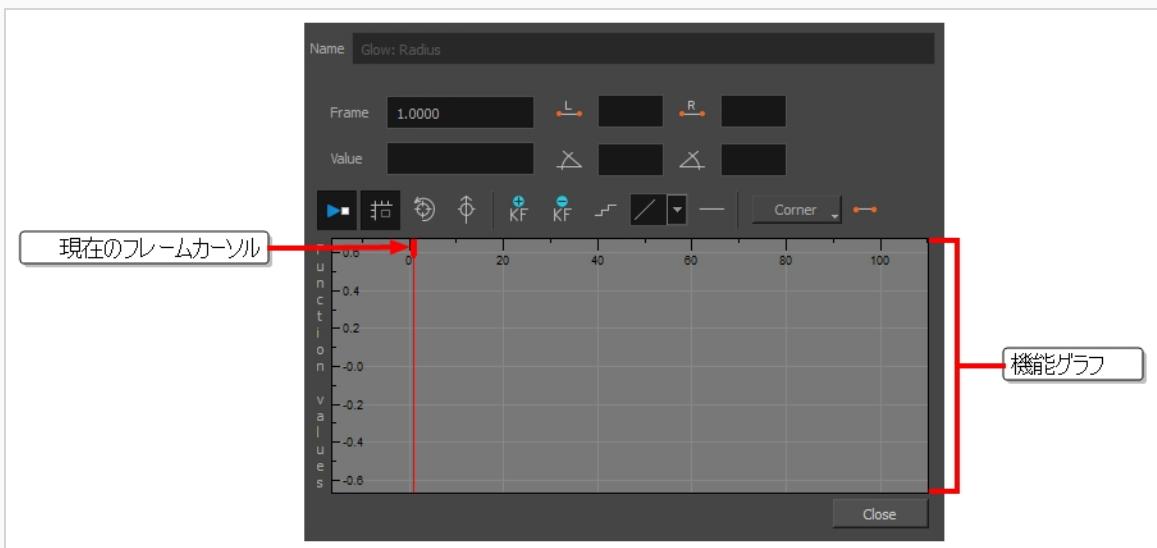 Name Glow: Radius
Frame 1.0000 L R
Value
KF KF Corner
現在のフレームカーソル
Function values
0 20 40 60 80 100
0.6
0.4
0.2
-0.0
-0.2
-0.4
-0.6
機能グラフ
Close